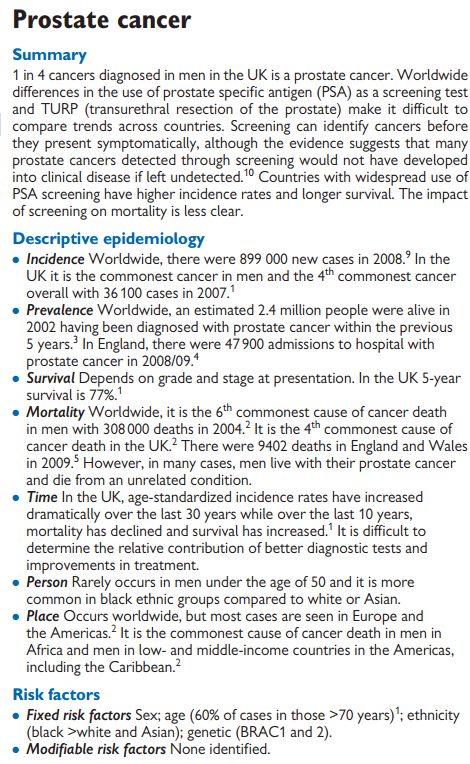 Prostate cancer
Summary
1 in 4 cancers diagnosed in men in the UK is a prostate cancer. Worldwide
differences in the use of prostate specific antigen (PSA) as a screening test
and TURP (transurethral resection of the prostate) make it difficult to
compare trends across countries. Screening can identify cancers before
they present symptomatically, although the evidence suggests that many
prostate cancers detected through screening would not have developed
into clinical disease if left undetected.¹⁰ Countries with widespread use of
PSA screening have higher incidence rates and longer survival. The impact
of screening on mortality is less clear.
Descriptive epidemiology
• Incidence Worldwide, there were 899 000 new cases in 2008.⁹ In the
UK it is the commonest cancer in men and the 4th commonest cancer
overall with 36 100 cases in 2007.¹
• Prevalence Worldwide, an estimated 2.4 million people were alive in
2002 having been diagnosed with prostate cancer within the previous
5 years.³ In England, there were 47 900 admissions to hospital with
prostate cancer in 2008/09.⁴
• Survival Depends on grade and stage at presentation. In the UK 5-year
survival is 77%.¹
• Mortality Worldwide, it is the 6th commonest cause of cancer death
in men with 308 000 deaths in 2004.² It is the 4th commonest cause of
cancer death in the UK.² There were 9402 deaths in England and Wales
in 2009.⁵ However, in many cases, men live with their prostate cancer
and die from an unrelated condition.
• Time In the UK, age-standardized incidence rates have increased
dramatically over the last 30 years while over the last 10 years,
mortality has declined and survival has increased.¹ It is difficult to
determine the relative contribution of better diagnostic tests and
improvements in treatment.
• Person Rarely occurs in men under the age of 50 and it is more
common in black ethnic groups compared to white or Asian.
• Place Occurs worldwide, but most cases are seen in Europe and
the Americas.² It is the commonest cause of cancer death in men in
Africa and men in low- and middle-income countries in the Americas,
including the Caribbean.²
Risk factors
• Fixed risk factors Sex; age (60% of cases in those >70 years)¹; ethnicity
(black >white and Asian); genetic (BRAC1 and 2).
• Modifiable risk factors None identified.